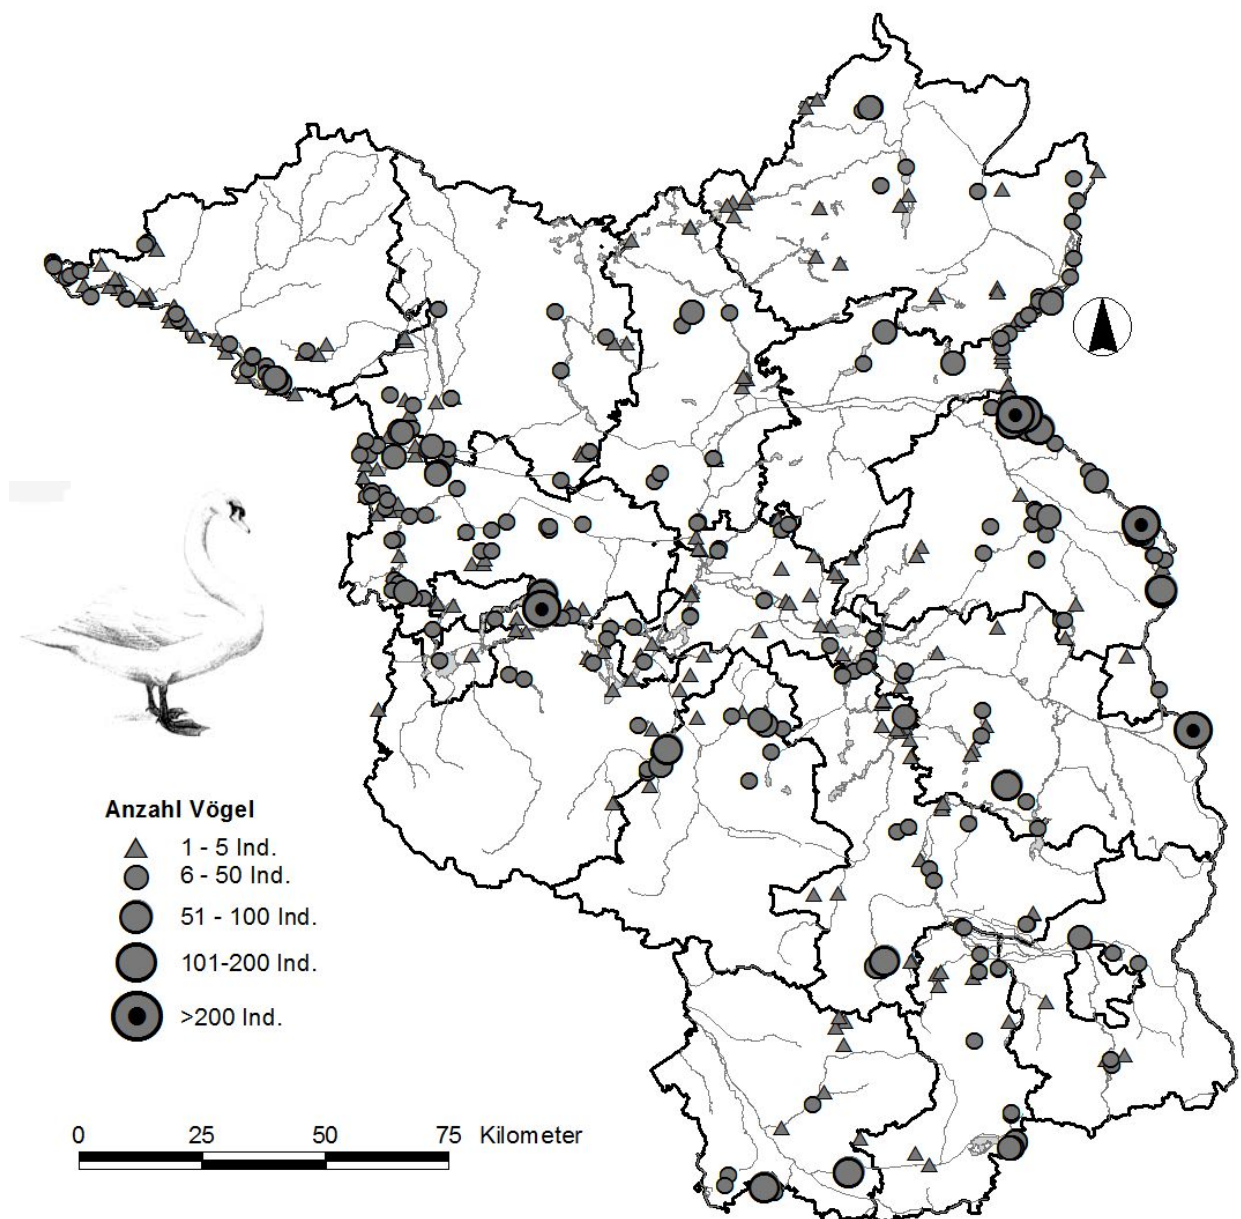 Anzahl Vögel
1 - 5 Ind.
6 - 50 Ind.
51 - 100 Ind.
101-200 Ind.
>200 Ind.
0 25 50 75 Kilometer